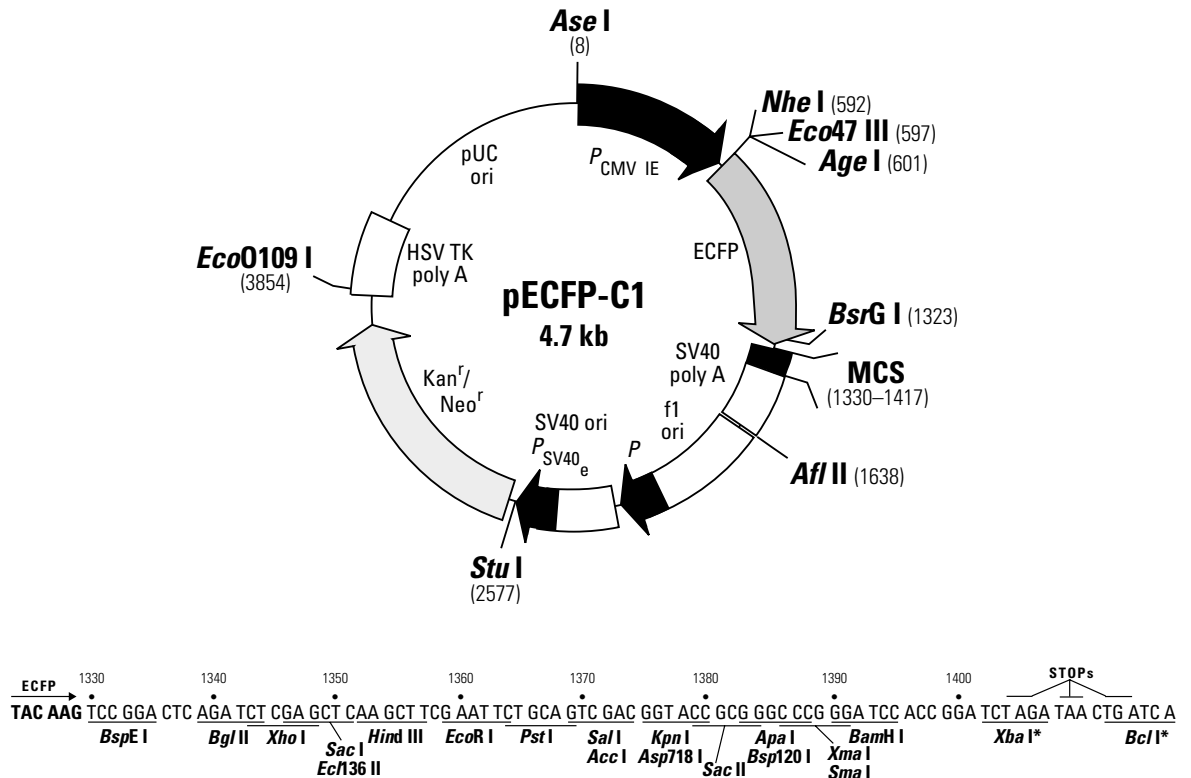 Ase I
(8)
Nhe I (592)
Eco47 III (597)
Age I (601)
PCMV IE
pUC
ori
ECFP
EcoO109 I
(3854)
HSV TK
poly A
pECFP-C1
4.7 kb
BsrG I (1323)
SV40
poly A
MCS
(1330–1417)
Kanr/
Neor
f1
ori
SV40 ori
PSV40e
P
Afl II (1638)
Stu I
(2577)
ECFP 1330 1340 1350 1360 1370 1380 1390 1400 STOPs
TAC AAG TCC GGA CTC AGA TCT CGA GCT CAA GCT TCG AAT TCT GCA GTC GAC GGT ACC GCG GGC CCG GGA TCC ACC GGA TCT AGA TAA CTG ATC A
BspE I Bgl II Xho I Hind III EcoR I Pst I Sal I Kpn I Apa I BamH I Xba I* Bcl I*
Sac I Acc I Asp718 I Bsp120 I Xma I
Ecl136 II Sac II Sma I